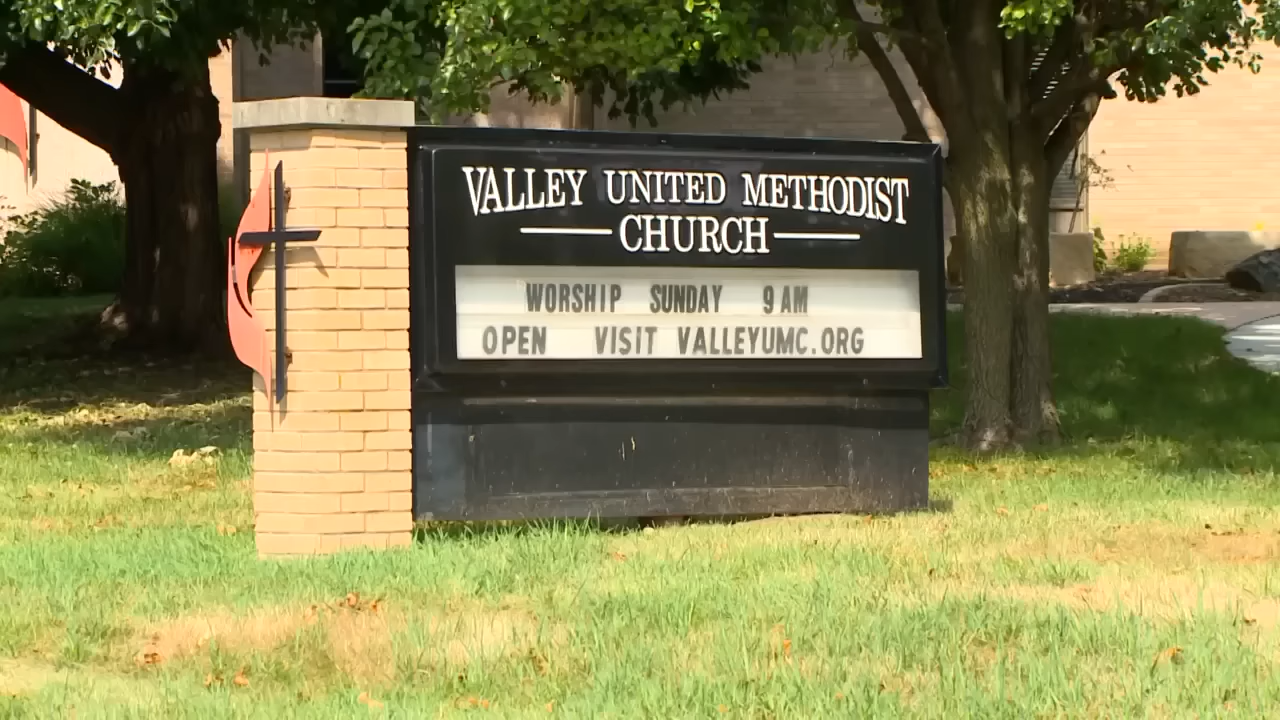 VALLEY UNITED METHODIST
CHURCH
WORSHIP SUNDAY 9 AM
OPEN VISIT VALLEYUMC.ORG